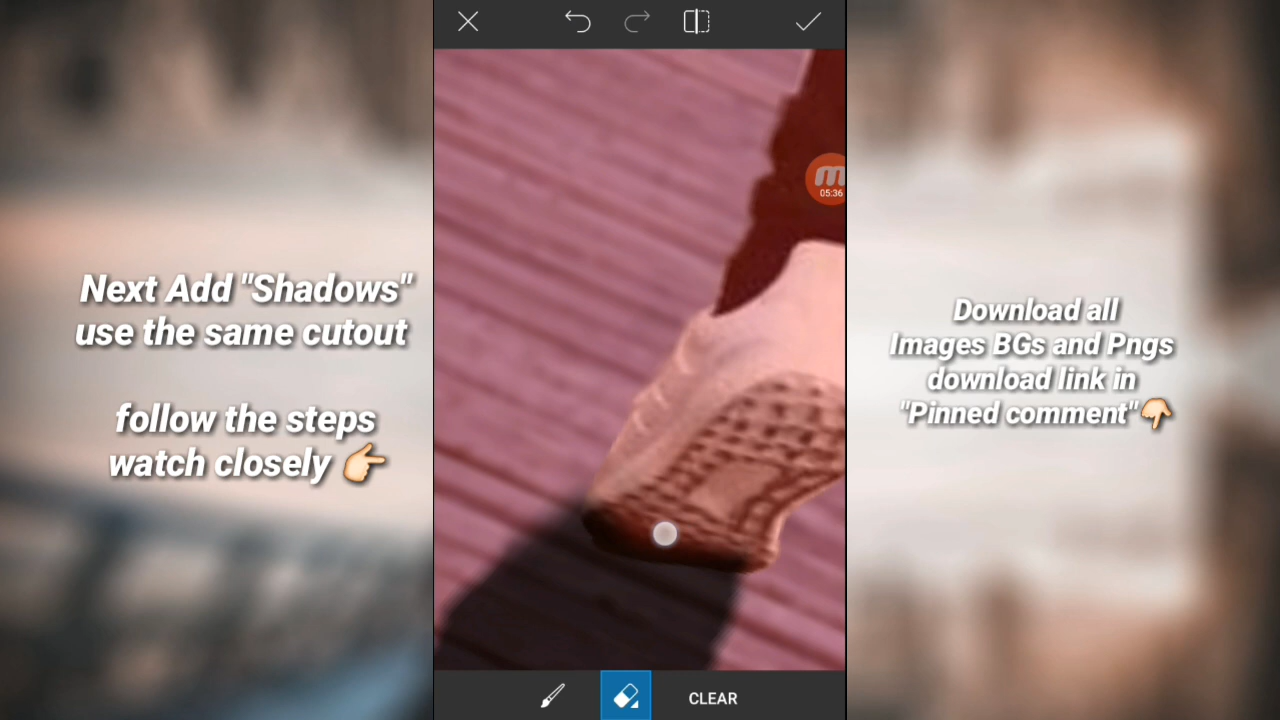 Next Add "Shadows"
use the same cutout
follow the steps
watch closely 👉
m
05:36
Download all
Images BGs and Pngs
download link in
"Pinned comment"👇
CLEAR